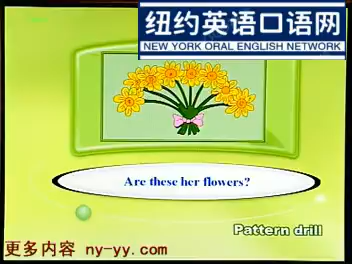 纽约英语口语网
NEW YORK ORAL ENGLISH NETWORK
Are these her flowers?
Pattern drill
更多内容 ny-yy.com